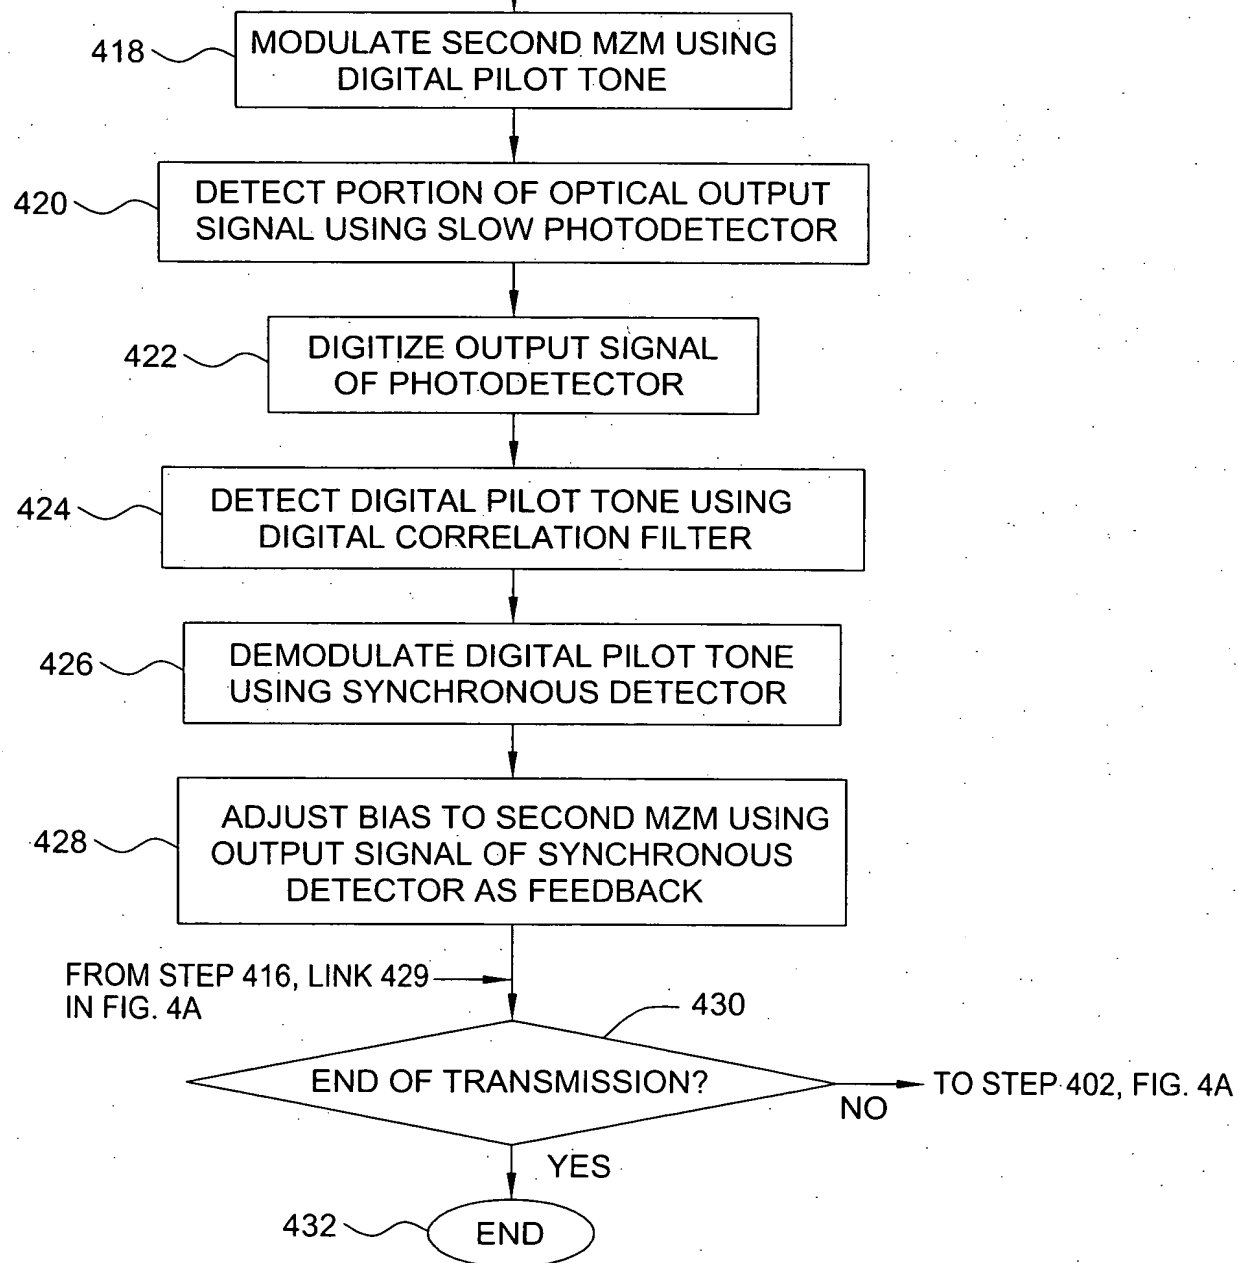 418
MODULATE SECOND MZM USING
DIGITAL PILOT TONE
420
DETECT PORTION OF OPTICAL OUTPUT
SIGNAL USING SLOW PHOTODETECTOR
422
DIGITIZE OUTPUT SIGNAL
OF PHOTODETECTOR
424
DETECT DIGITAL PILOT TONE USING
DIGITAL CORRELATION FILTER
426
DEMODULATE DIGITAL PILOT TONE
USING SYNCHRONOUS DETECTOR
428
ADJUST BIAS TO SECOND MZM USING
OUTPUT SIGNAL OF SYNCHRONOUS
DETECTOR AS FEEDBACK
FROM STEP 416, LINK 429
IN FIG. 4A
430
END OF TRANSMISSION?
NO
TO STEP 402, FIG. 4A
YES
432
END